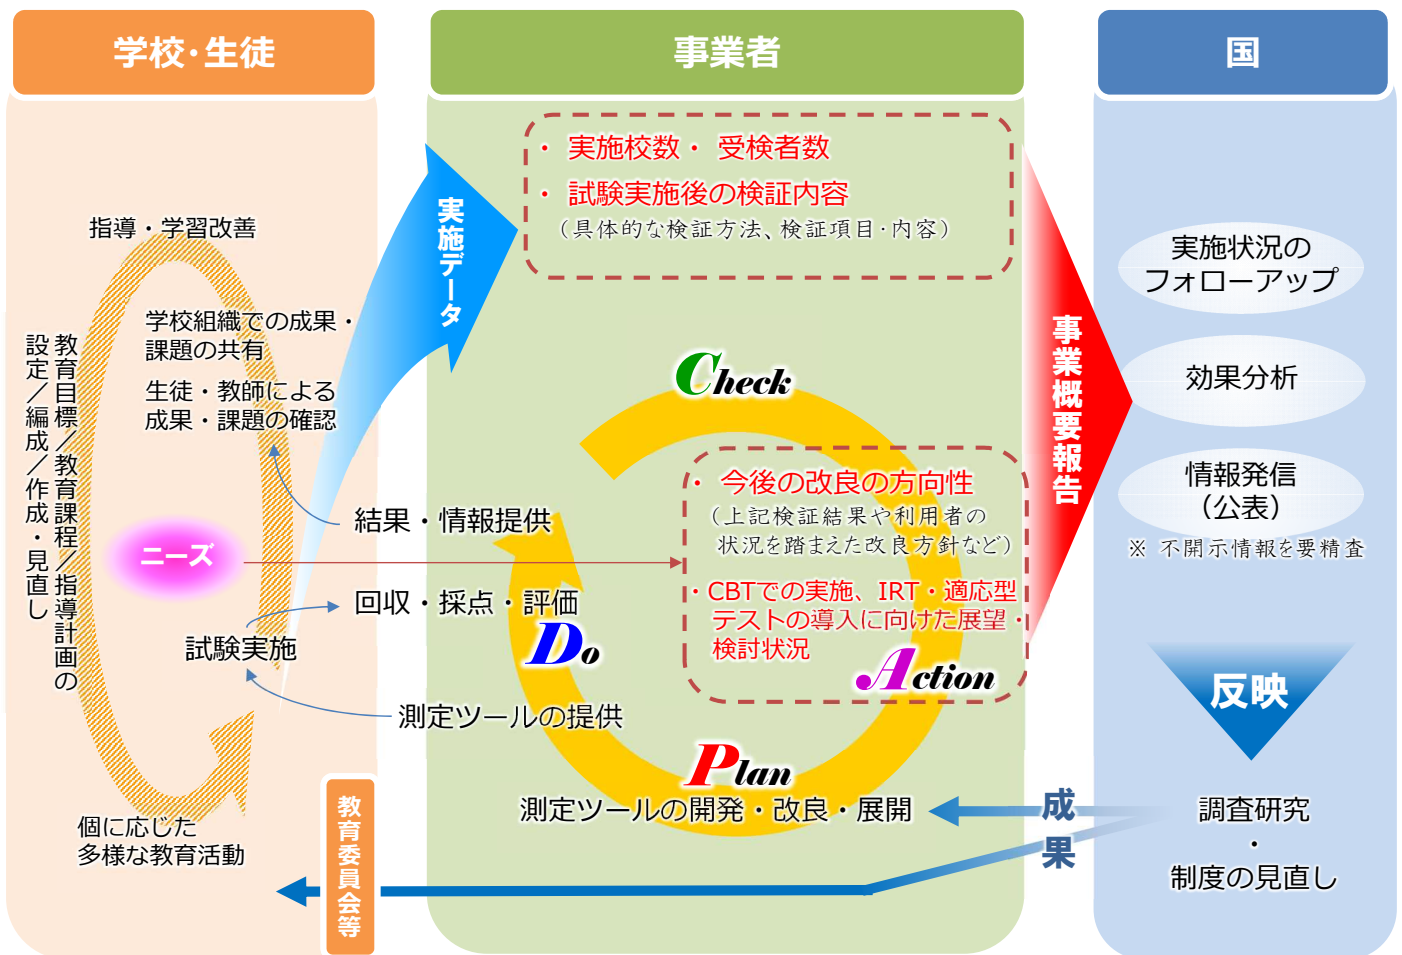 学校・生徒
事業者
国
指導・学習改善
学校組織での成果・
課題の共有
生徒・教師による
成果・課題の確認
教育目標／教育課程／指導計画の
設定／編成／作成・見直し
ニーズ
試験実施
個に応じた
多様な教育活動
教育委員会等
実施データ
・ 実施校数・ 受検者数
・ 試験実施後の検証内容
（具体的な検証方法、検証項目・内容）
Check
・ 今後の改良の方向性
（上記検証結果や利用者の
状況を踏まえた改良方針など）
・CBTでの実施、IRT・適応型
テストの導入に向けた展望・
検討状況
Action
結果・情報提供
回収・採点・評価
Do
測定ツールの提供
Plan
測定ツールの開発・改良・展開
事業概要報告
実施状況の
フォローアップ
効果分析
情報発信
（公表）
※ 不開示情報を要精査
反映
成果
調査研究
・
制度の見直し